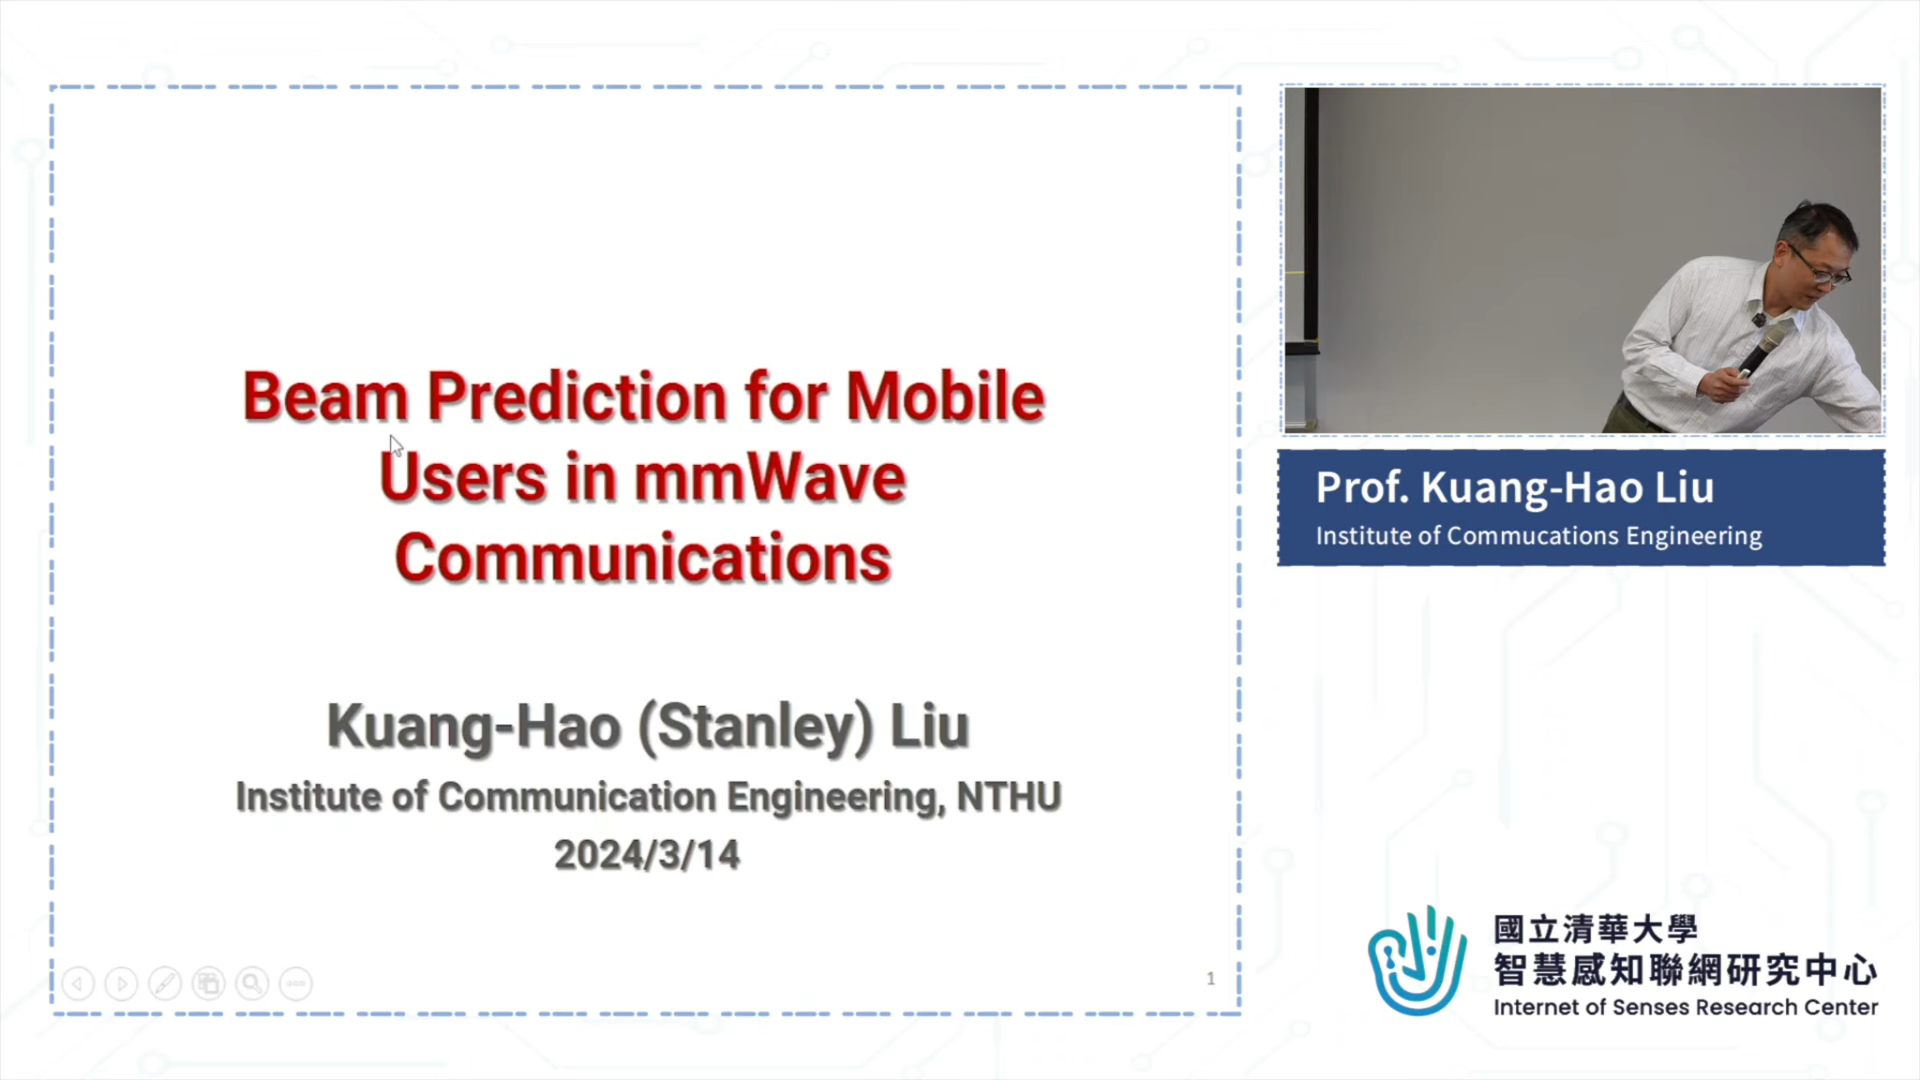 Beam Prediction for Mobile
Users in mmWave
Communications
Kuang-Hao (Stanley) Liu
Institute of Communication Engineering, NTHU
2024/3/14
1
Prof. Kuang-Hao Liu
Institute of Commucations Engineering
國立清華大學
智慧感知聯網研究中心
Internet of Senses Research Center